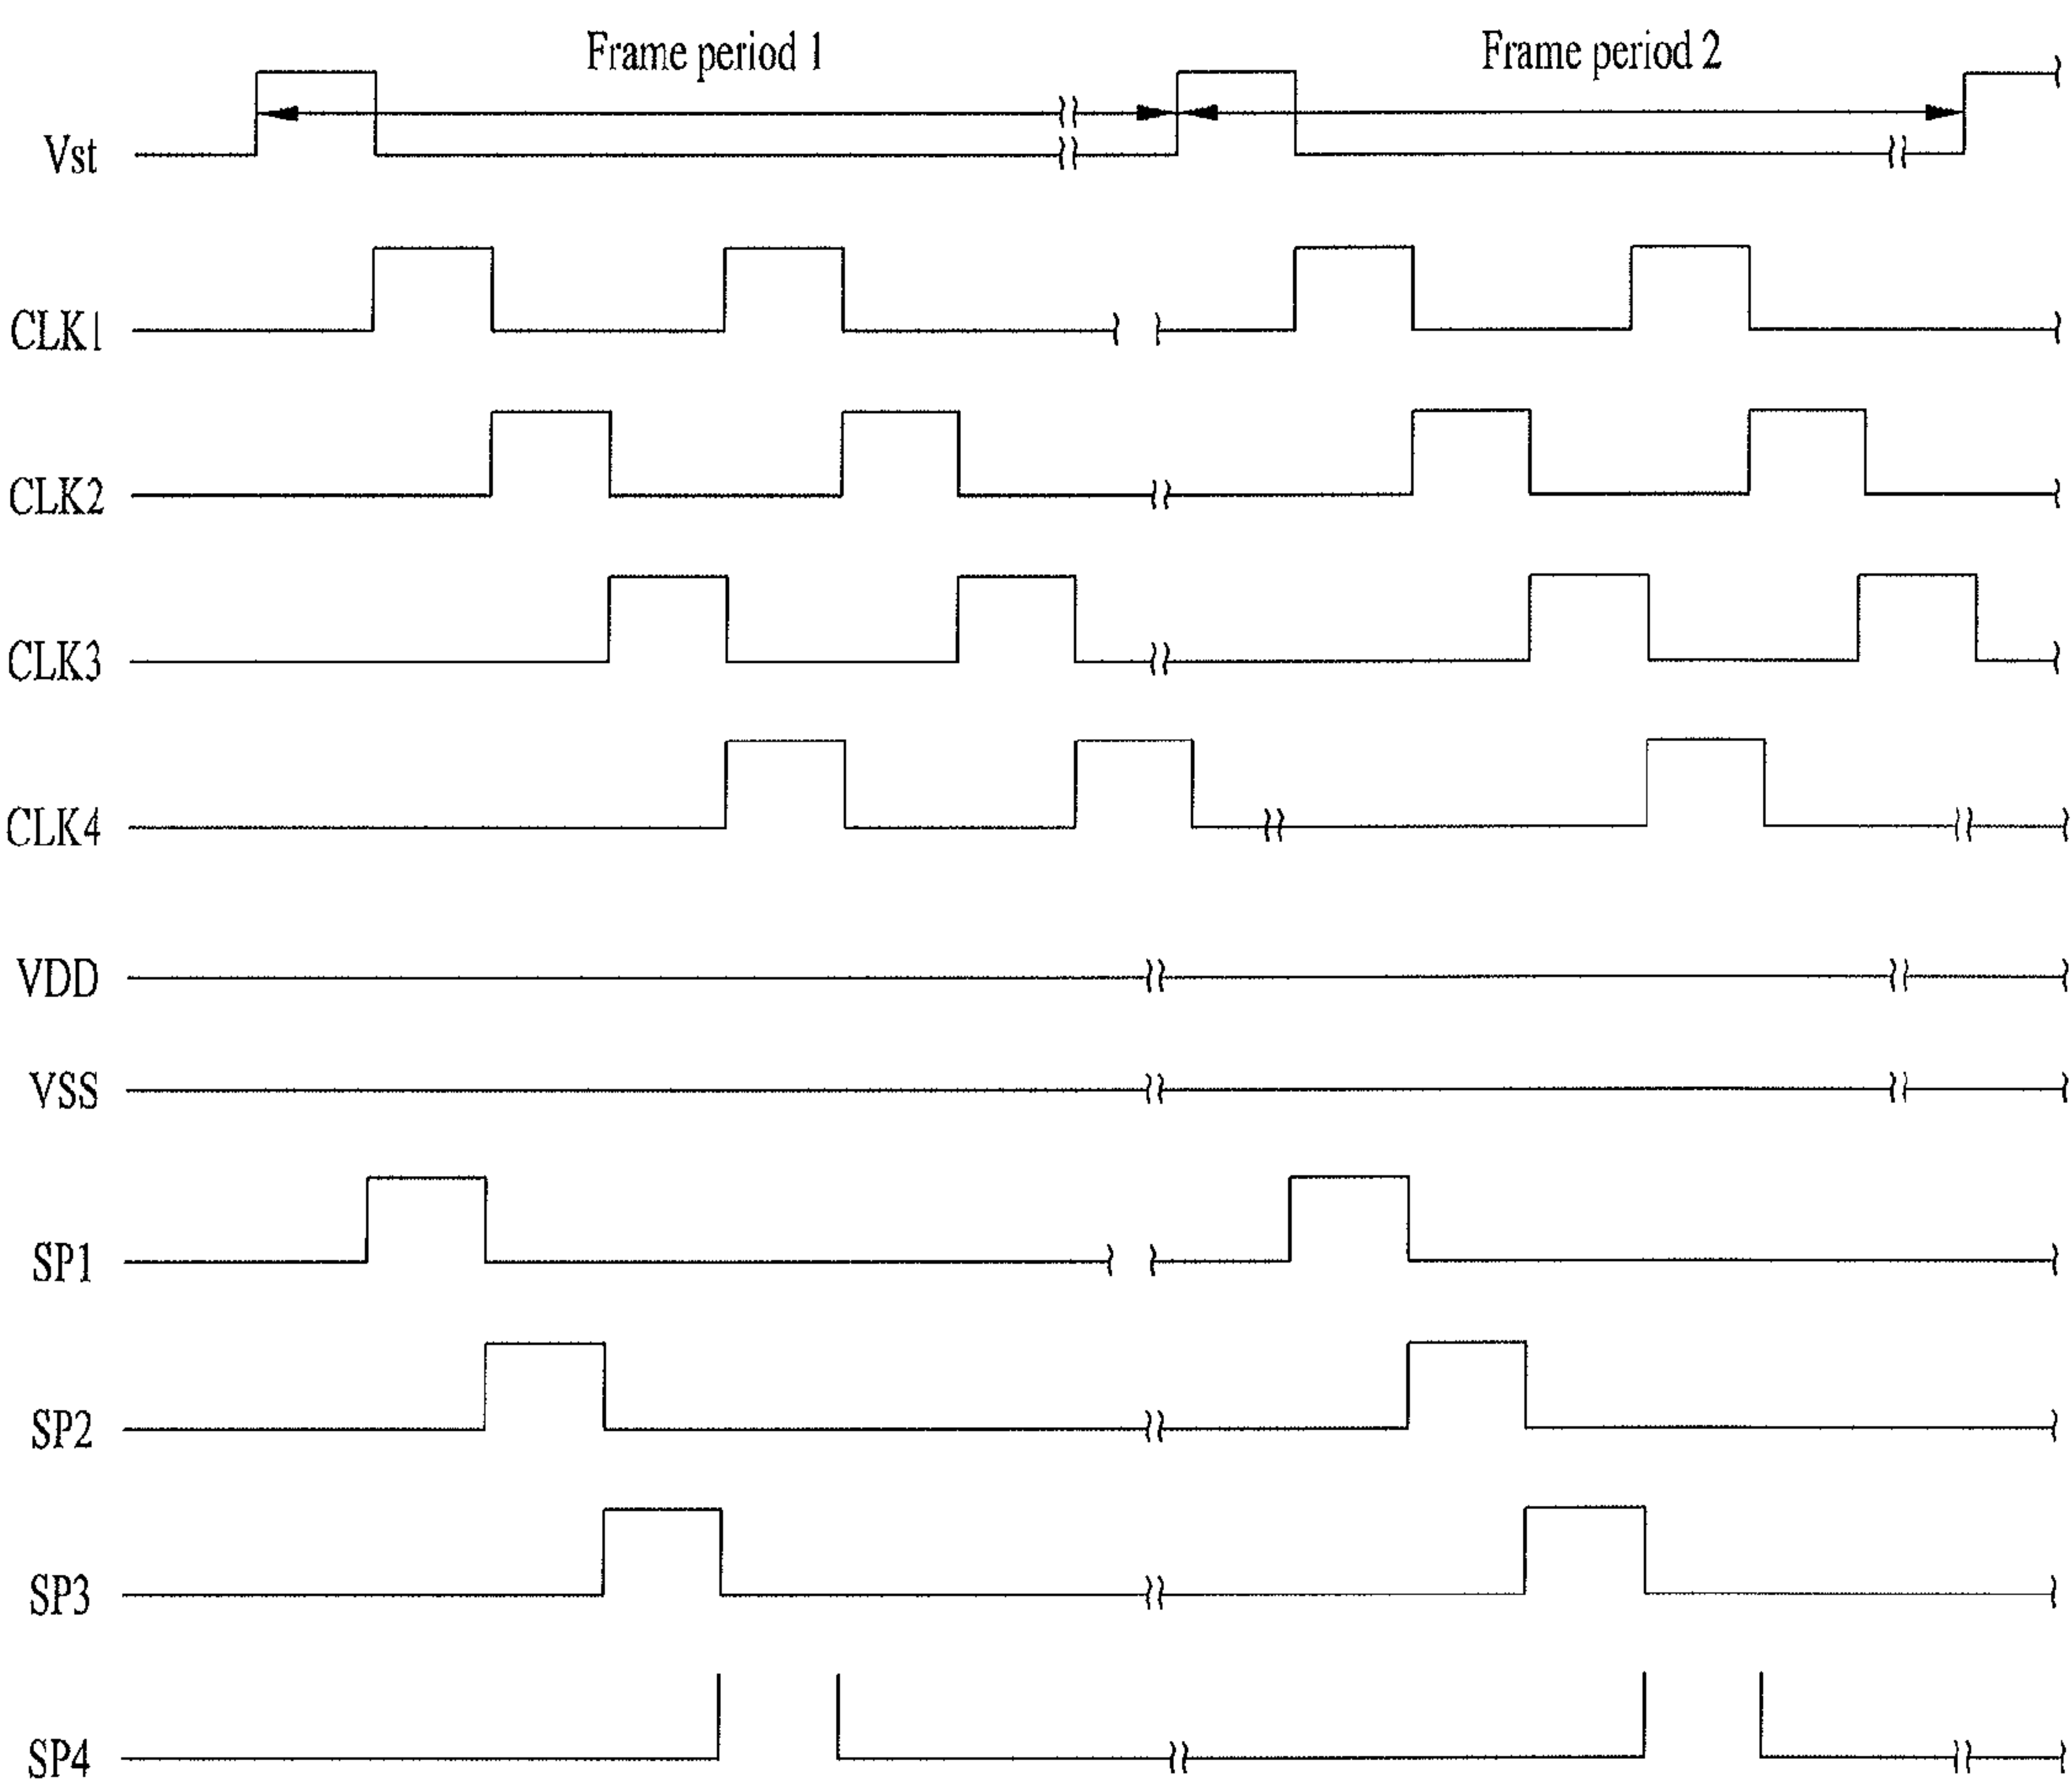 Frame period 1
Frame period 2
Vst
CLK1
CLK2
CLK3
CLK4
VDD
VSS
SP1
SP2
SP3
SP4